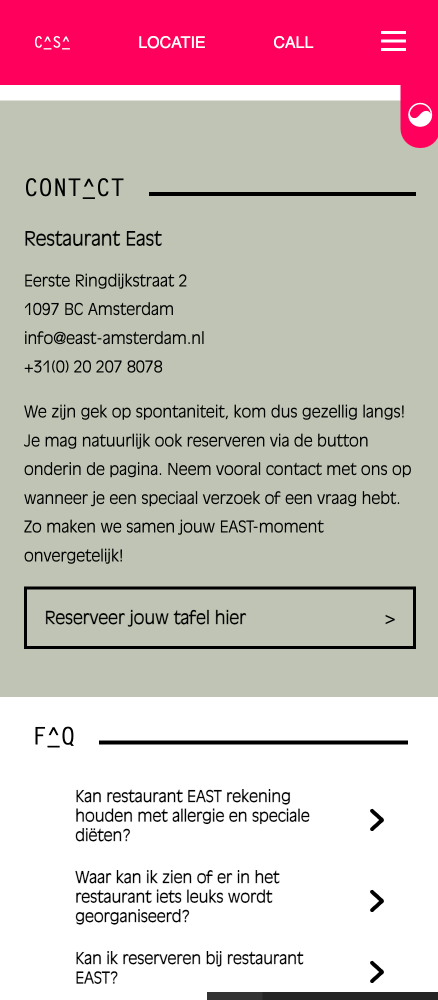 C^S^
LOCATIE
CALL
CONT^CT
Restaurant East
Eerste Ringdijkstraat 2
1097 BC Amsterdam
info@east-amsterdam.nl
+31(0) 20 207 8078
We zijn gek op spontaniteit, kom dus gezellig langs!
Je mag natuurlijk ook reserveren via de button
onderin de pagina. Neem vooral contact met ons op
wanneer je een speciaal verzoek of een vraag hebt.
Zo maken we samen jouw EAST-moment
onvergetelijk!
Reserveer jouw tafel hier >
F^Q
Kan restaurant EAST rekening
houden met allergie en speciale
diëten?
Waar kan ik zien of er in het
restaurant iets leuks wordt
georganiseerd?
Kan ik reserveren bij restaurant
EAST?